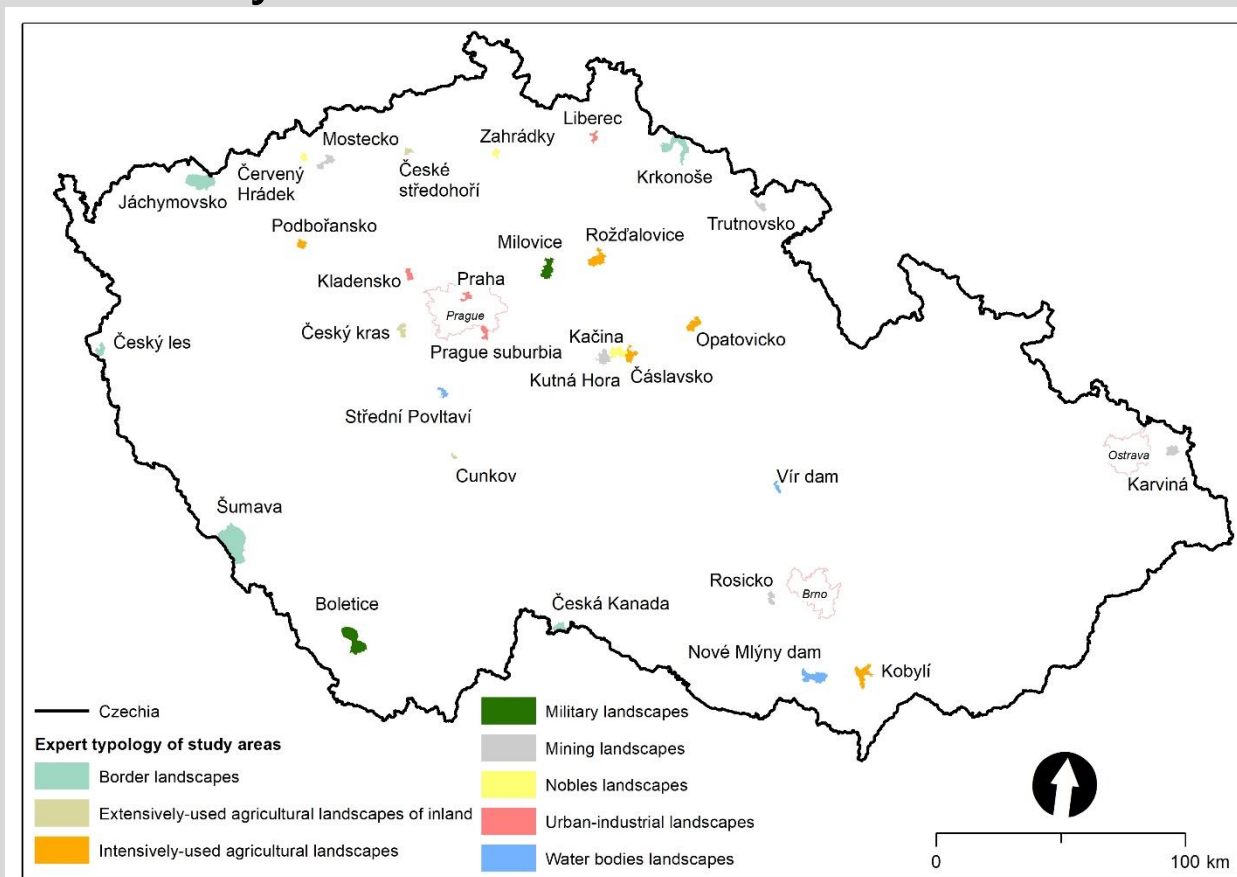 Liberec
Mostecko
Zahrádky
Červený
Hrádek
České
středohoří
Krkonoše
Jáchymovsko
Trutnovsko
Podbořansko
Milovice
Rožďalovice
Kladensko
Praha
Prague
Český les
Český kras
Prague suburbia
Kačina
Opatovicko
Kutná Hora
Čáslavsko
Střední Povltaví
Ostrava
Cunkov
Vír dam
Karviná
Šumava
Rosicko
Brno
Boletice
Česká Kanada
Nové Mlýny dam
Kobylí
Czechia
Expert typology of study areas
Border landscapes
Extensively-used agricultural landscapes of inland
Intensively-used agricultural landscapes
Military landscapes
Mining landscapes
Nobles landscapes
Urban-industrial landscapes
Water bodies landscapes
0 100 km